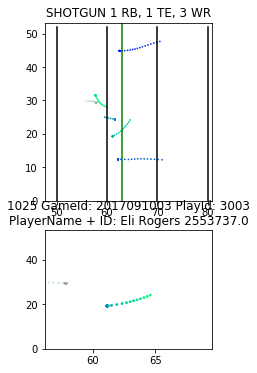 SHOTGUN 1 RB, 1 TE, 3 WR
50
40
30
20
10
0
50 60 70 80
1025 GameId: 2017091003 PlayId: 3003
PlayerName + ID: Eli Rogers 2553737.0
40
20
0
60 65